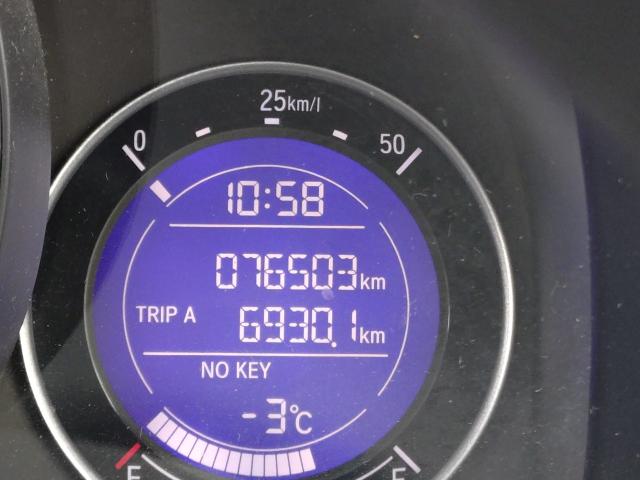 25km/l
0
50
10:58
076503km
TRIP A 6930.1km
NO KEY
-3°C
E
F